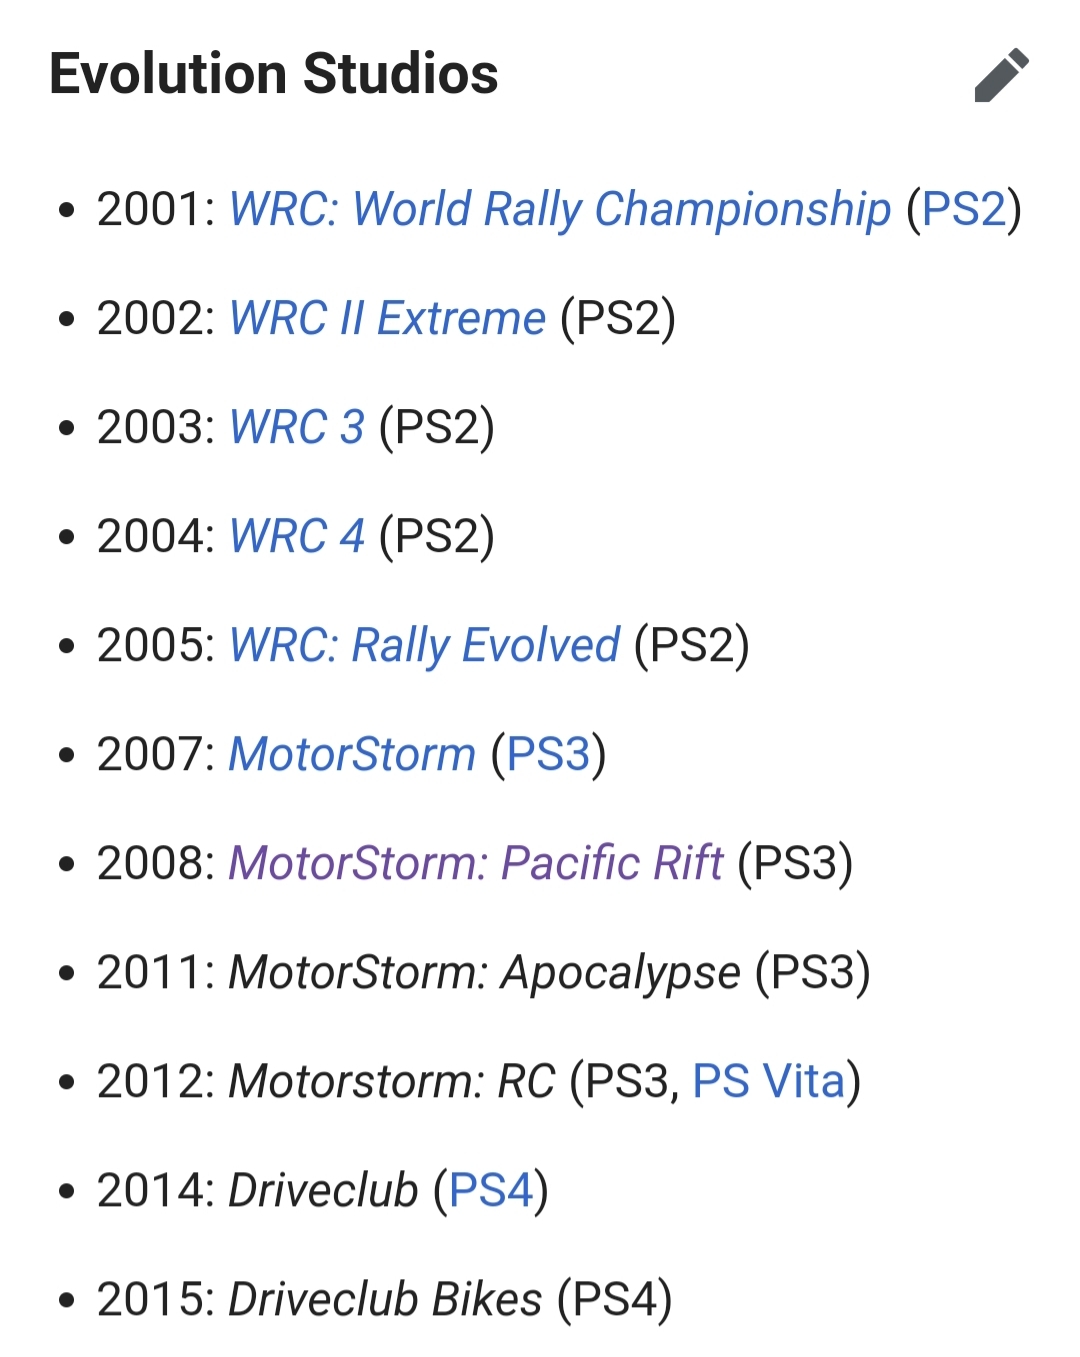 Evolution Studios
• 2001: WRC: World Rally Championship (PS2)
• 2002: WRC II Extreme (PS2)
• 2003: WRC 3 (PS2)
• 2004: WRC 4 (PS2)
• 2005: WRC: Rally Evolved (PS2)
• 2007: MotorStorm (PS3)
• 2008: MotorStorm: Pacific Rift (PS3)
• 2011: MotorStorm: Apocalypse (PS3)
• 2012: Motorstorm: RC (PS3, PS Vita)
• 2014: Driveclub (PS4)
• 2015: Driveclub Bikes (PS4)